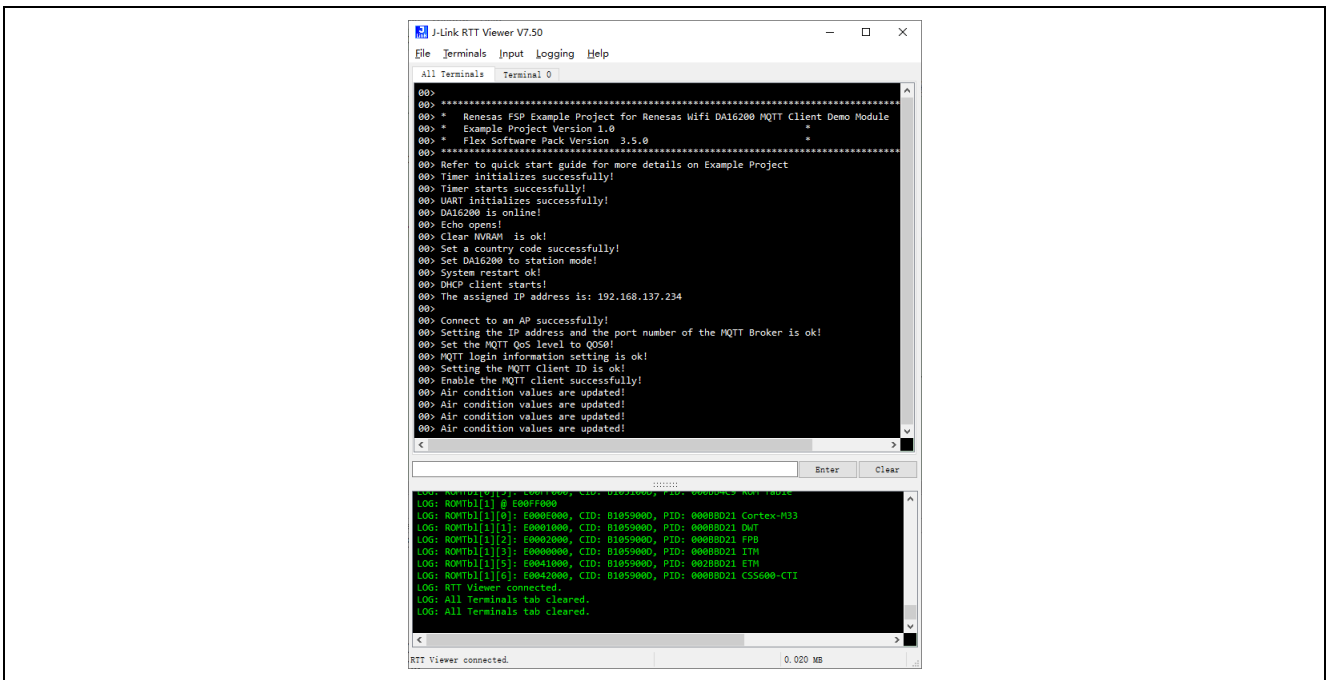 J-Link RTT Viewer V7.50
File Terminals Input Logging Help
All Terminals Terminal 0
00>
00> **********************************************************************************
00> * Renesas FSP Example Project for Renesas Wifi DA16200 MQTT Client Demo Module
00> * Example Project Version 1.0 *
00> * Flex Software Pack Version 3.5.0 *
00> **********************************************************************************
00> Refer to quick start guide for more details on Example Project
00> Timer initializes successfully!
00> Timer starts successfully!
00> UART initializes successfully!
00> DA16200 is online!
00> Echo opens!
00> Clear NVRAM  is ok!
00> Set a country code successfully!
00> Set DA16200 to station mode!
00> System restart ok!
00> DHCP client starts!
00> The assigned IP address is: 192.168.137.234
00>
00> Connect to an AP successfully!
00> Setting the IP address and the port number of the MQTT Broker is ok!
00> Set the MQTT QoS level to QOS0!
00> MQTT login information setting is ok!
00> Setting the MQTT Client ID is ok!
00> Enable the MQTT client successfully!
00> Air condition values are updated!
00> Air condition values are updated!
00> Air condition values are updated!
00> Air condition values are updated!
Enter Clear
LOG: ROMTbl[0][5]: E00FF000, CID: B105100D, PID: 000BB4C9 ROM Table
LOG: ROMTbl[1] @ E00FF000
LOG: ROMTbl[1][0]: E000E000, CID: B105900D, PID: 000BBD21 Cortex-M33
LOG: ROMTbl[1][1]: E0001000, CID: B105900D, PID: 000BBD21 DWT
LOG: ROMTbl[1][2]: E0002000, CID: B105900D, PID: 000BBD21 FPB
LOG: ROMTbl[1][3]: E0000000, CID: B105900D, PID: 000BBD21 ITM
LOG: ROMTbl[1][5]: E0041000, CID: B105900D, PID: 002BBD21 ETM
LOG: ROMTbl[1][6]: E0042000, CID: B105900D, PID: 000BBD21 CSS600-CTI
LOG: RTT Viewer connected.
LOG: All Terminals tab cleared.
LOG: All Terminals tab cleared.
RTT Viewer connected. 0.020 MB